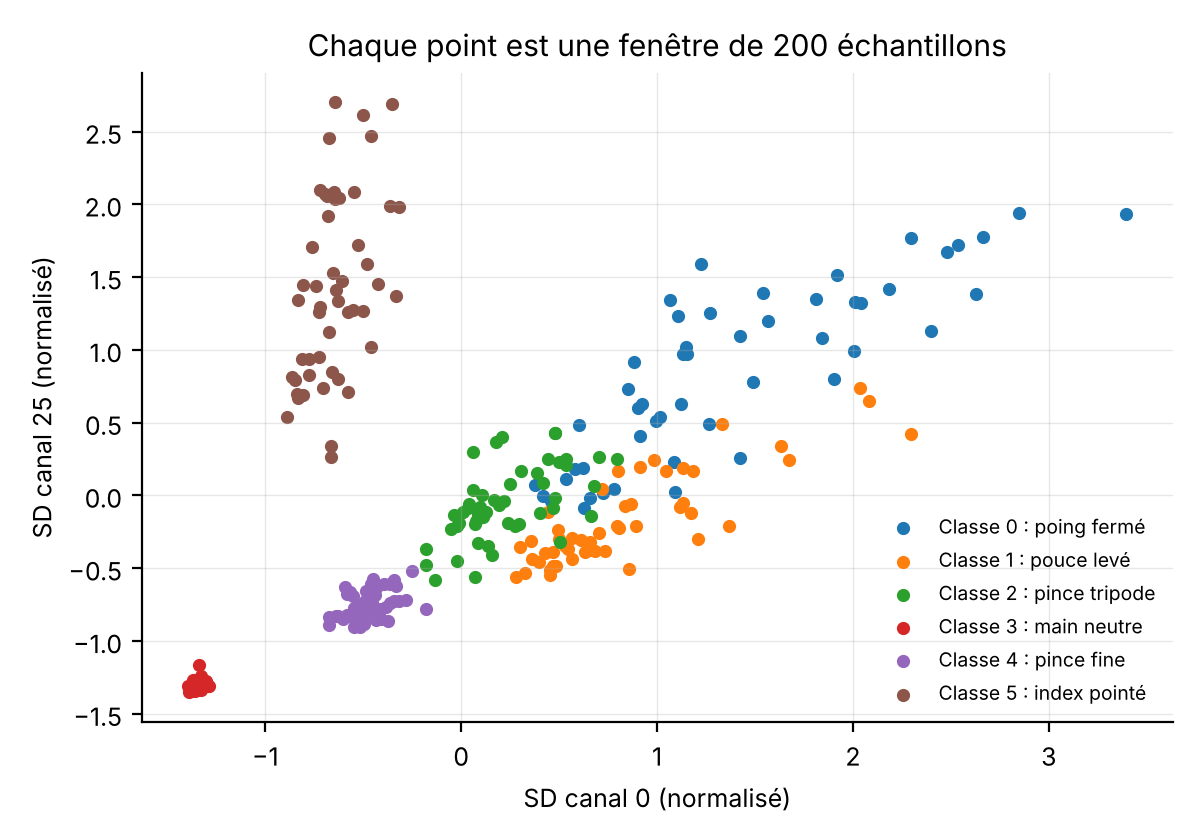 Chaque point est une fenêtre de 200 échantillons
2.5
2.0
1.5
1.0
0.5
0.0
−0.5
−1.0
−1.5
SD canal 25 (normalisé)
Classe 0 : poing fermé
Classe 1 : pouce levé
Classe 2 : pince tripode
Classe 3 : main neutre
Classe 4 : pince fine
Classe 5 : index pointé
−1 0 1 2 3
SD canal 0 (normalisé)